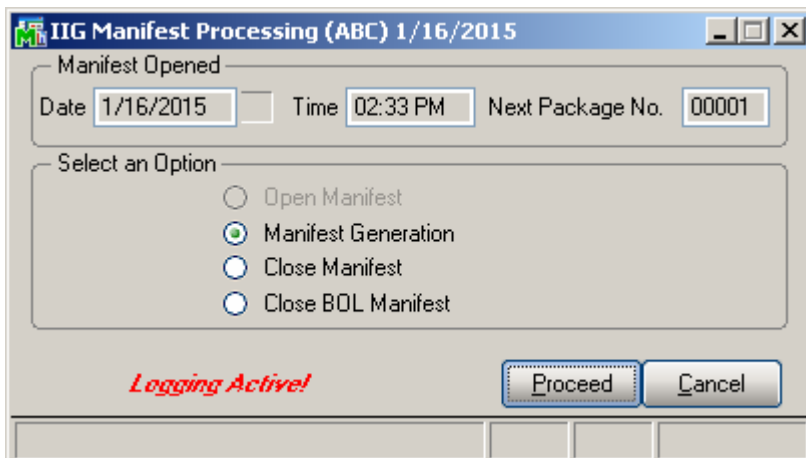 IIG Manifest Processing (ABC) 1/16/2015
Manifest Opened
Date 1/16/2015 Time 02:33 PM Next Package No. 00001
Select an Option
Open Manifest
Manifest Generation
Close Manifest
Close BOL Manifest
Logging Active!
Proceed Cancel